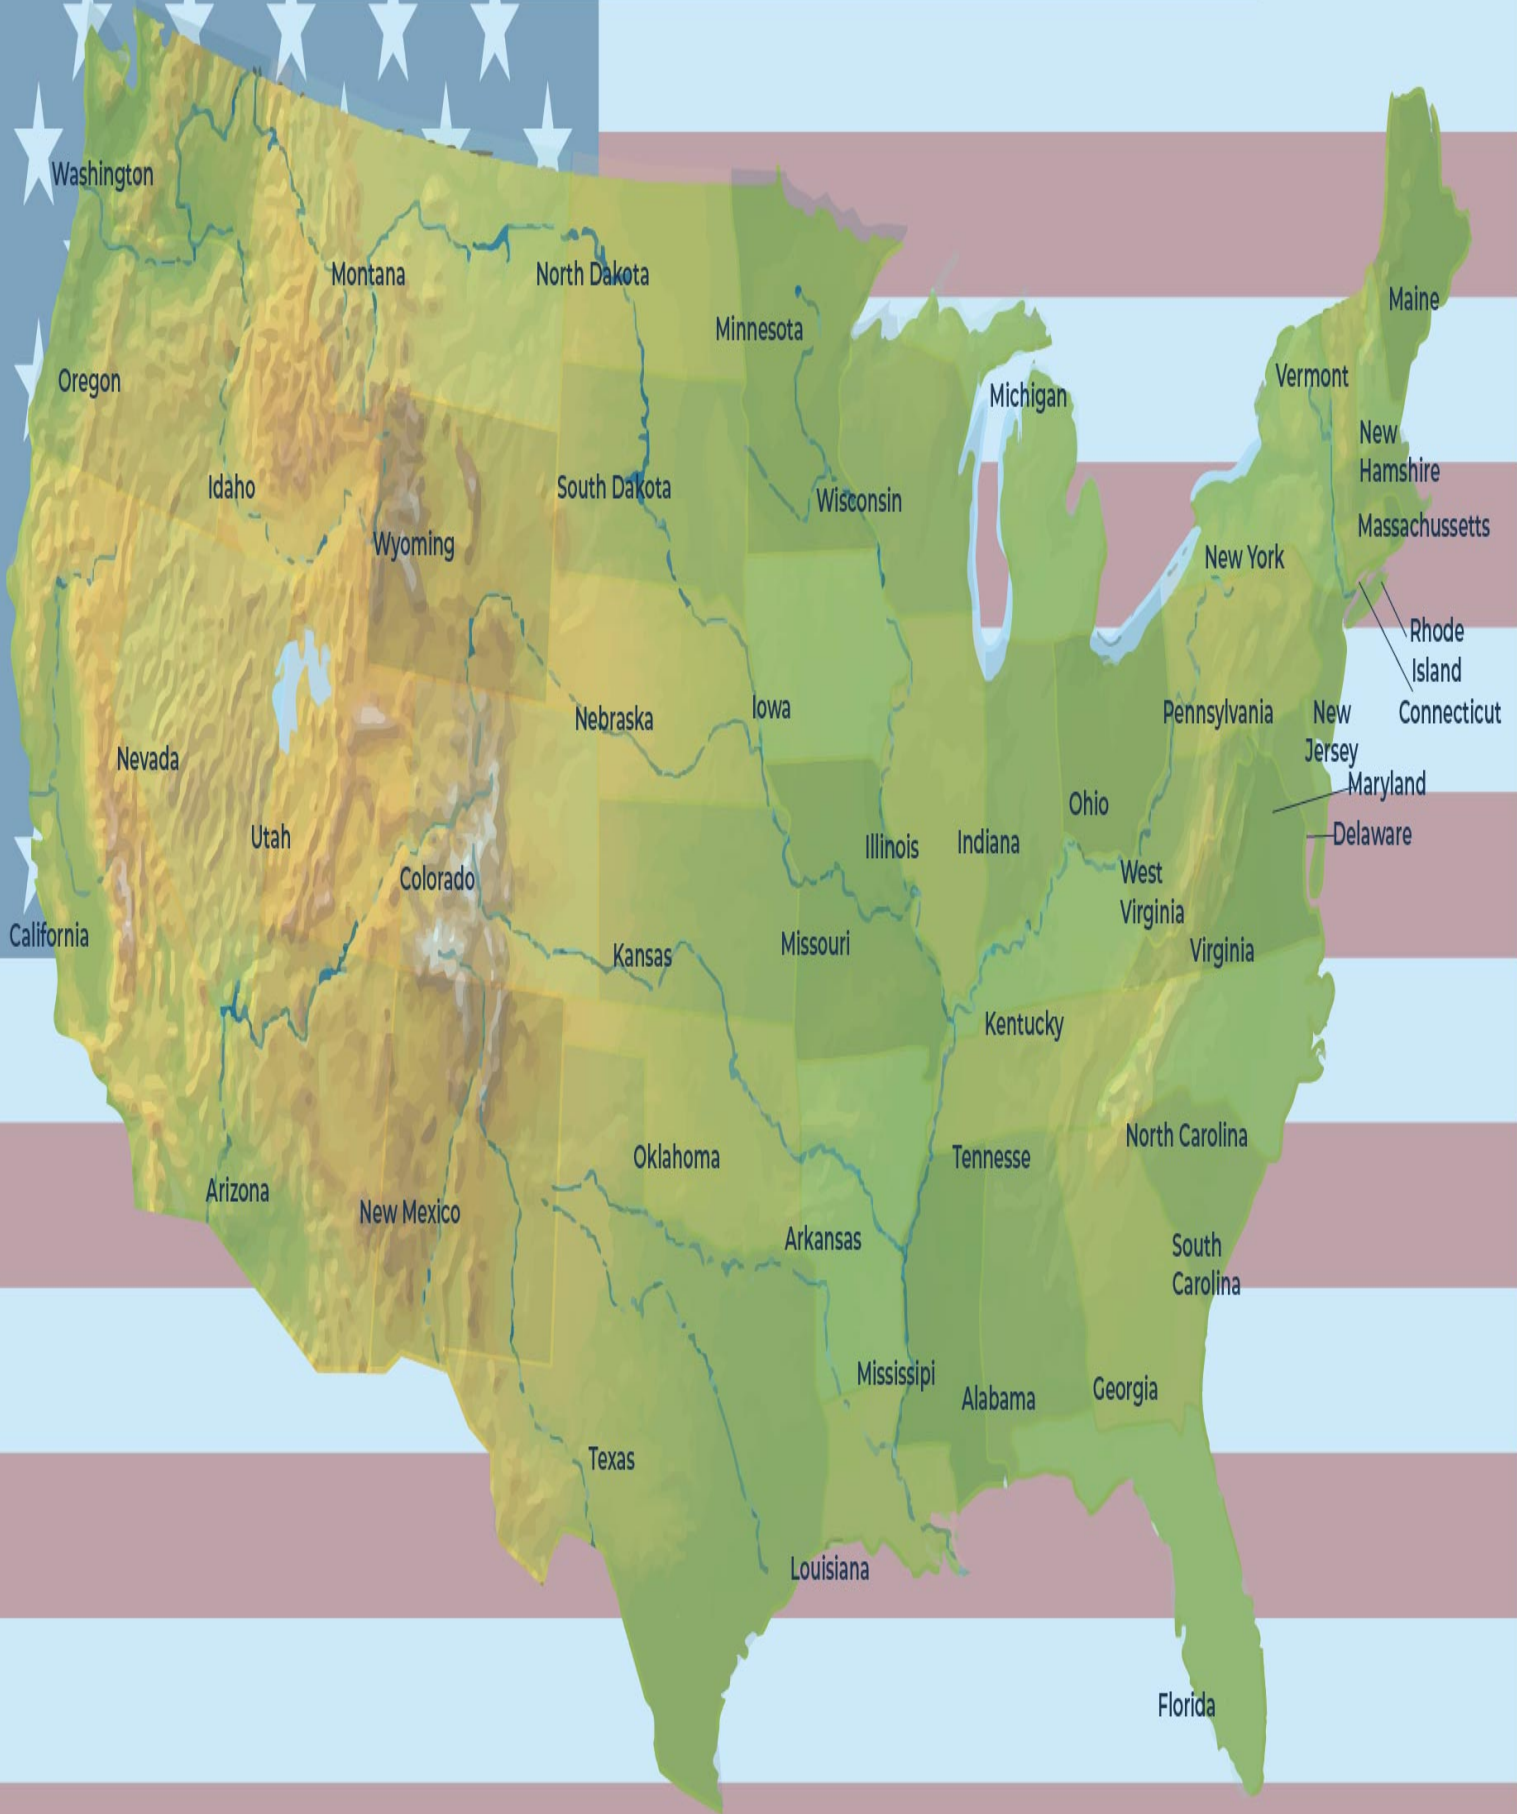 Washington
Montana
North Dakota
Minnesota
Maine
Oregon
Michigan
Vermont
New
Hamshire
Idaho
South Dakota
Wisconsin
Massachussetts
Wyoming
New York
Rhode
Island
Connecticut
Nebraska
Iowa
Pennsylvania
New
Jersey
Nevada
Maryland
Ohio
Delaware
Utah
Illinois
Indiana
Colorado
West
Virginia
California
Kansas
Missouri
Virginia
Kentucky
Oklahoma
Tennesse
North Carolina
Arizona
New Mexico
Arkansas
South
Carolina
Mississipi
Alabama
Georgia
Texas
Louisiana
Florida